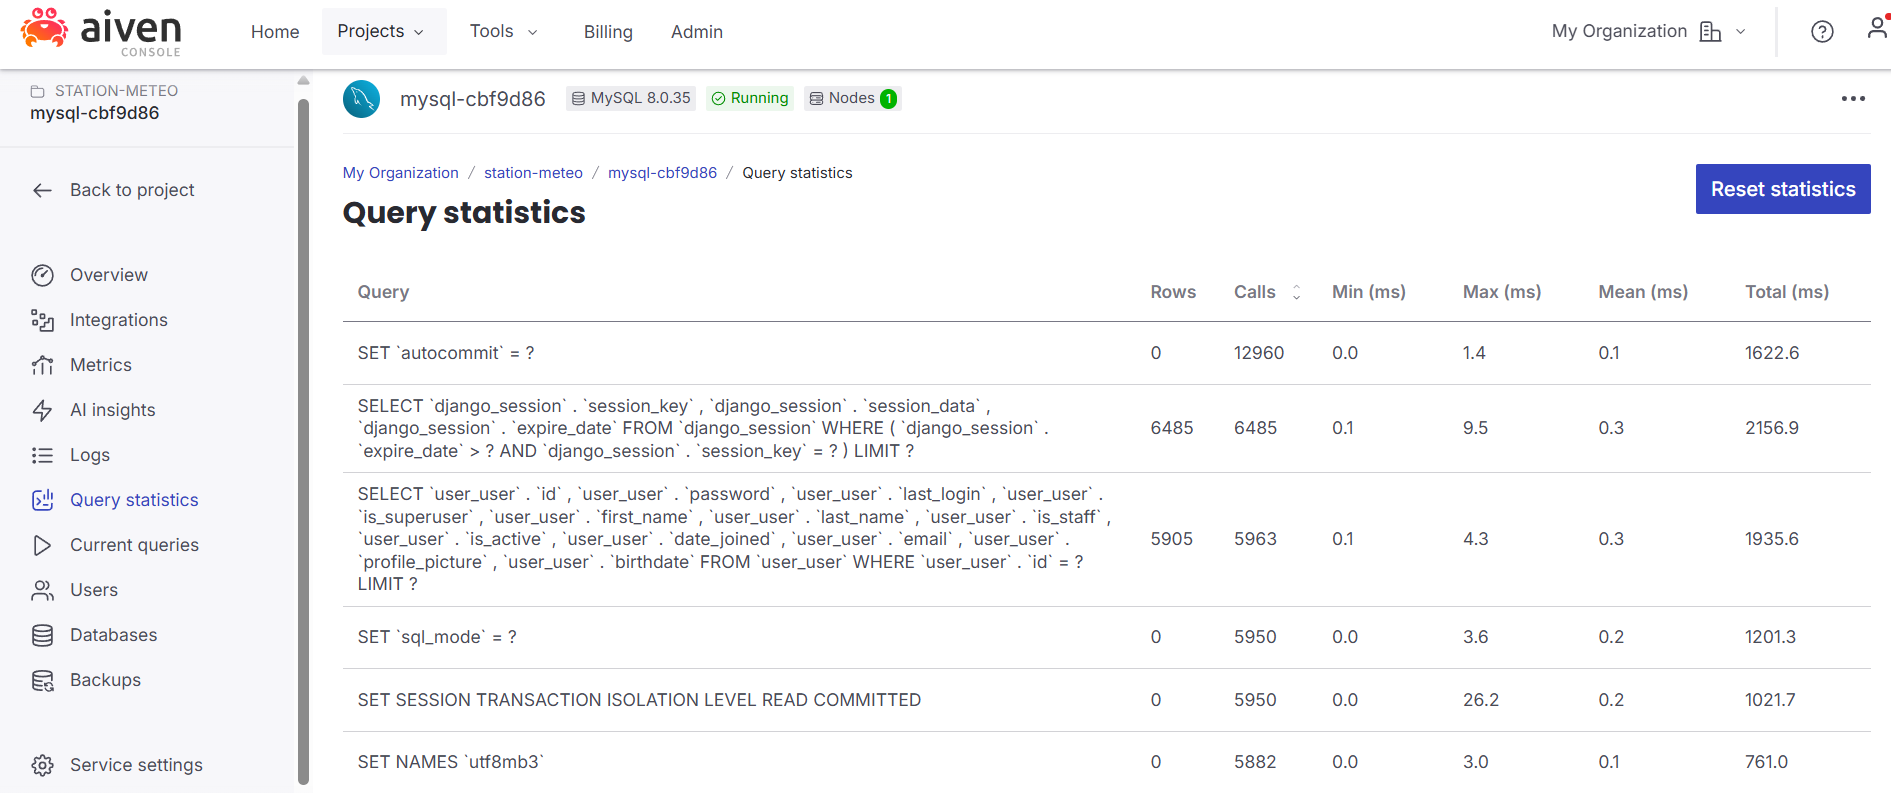 aiven
CONSOLE
Home
Projects
Tools
Billing
Admin
My Organization
STATION-METEO
mysql-cbf9d86
Back to project
Overview
Integrations
Metrics
AI insights
Logs
Query statistics
Current queries
Users
Databases
Backups
Service settings
mysql-cbf9d86
MySQL 8.0.35
Running
Nodes 1
My Organization / station-meteo / mysql-cbf9d86 / Query statistics
Query statistics
Reset statistics
Query Rows Calls Min (ms) Max (ms) Mean (ms) Total (ms)
SET `autocommit` = ? 0 12960 0.0 1.4 0.1 1622.6
SELECT `django_session` . `session_key` , `django_session` . `session_data` ,
`django_session` . `expire_date` FROM `django_session` WHERE ( `django_session` .
`expire_date` > ? AND `django_session` . `session_key` = ? ) LIMIT ?
6485 6485 0.1 9.5 0.3 2156.9
SELECT `user_user` . `id` , `user_user` . `password` , `user_user` . `last_login` , `user_user` .
`is_superuser` , `user_user` . `first_name` , `user_user` . `last_name` , `user_user` . `is_staff` ,
`user_user` . `is_active` , `user_user` . `date_joined` , `user_user` . `email` , `user_user` .
`profile_picture` , `user_user` . `birthdate` FROM `user_user` WHERE `user_user` . `id` = ?
LIMIT ?
5905 5963 0.1 4.3 0.3 1935.6
SET `sql_mode` = ? 0 5950 0.0 3.6 0.2 1201.3
SET SESSION TRANSACTION ISOLATION LEVEL READ COMMITTED 0 5950 0.0 26.2 0.2 1021.7
SET NAMES `utf8mb3` 0 5882 0.0 3.0 0.1 761.0